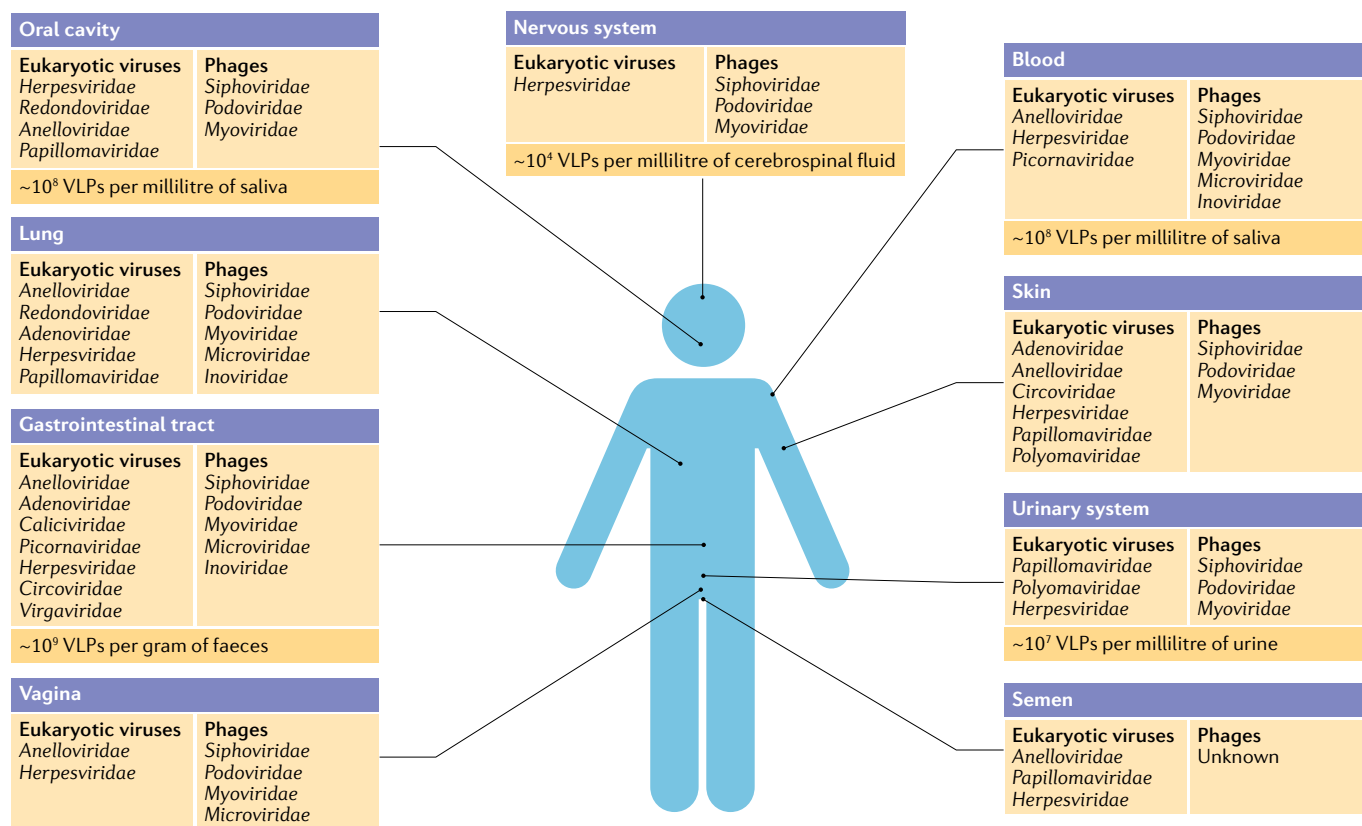 Oral cavity
Eukaryotic viruses
Herpesviridae
Redondoviridae
Anelloviridae
Papillomaviridae
Phages
Siphoviridae
Podoviridae
Myoviridae
~10⁸ VLPs per millilitre of saliva
Lung
Eukaryotic viruses
Anelloviridae
Redondoviridae
Adenoviridae
Herpesviridae
Papillomaviridae
Phages
Siphoviridae
Podoviridae
Myoviridae
Microviridae
Inoviridae
Gastrointestinal tract
Eukaryotic viruses
Anelloviridae
Adenoviridae
Caliciviridae
Picornaviridae
Herpesviridae
Circoviridae
Virgaviridae
Phages
Siphoviridae
Podoviridae
Myoviridae
Microviridae
Inoviridae
~10⁹ VLPs per gram of faeces
Vagina
Eukaryotic viruses
Anelloviridae
Herpesviridae
Phages
Siphoviridae
Podoviridae
Myoviridae
Microviridae
Nervous system
Eukaryotic viruses
Herpesviridae
Phages
Siphoviridae
Podoviridae
Myoviridae
~10⁴ VLPs per millilitre of cerebrospinal fluid
Blood
Eukaryotic viruses
Anelloviridae
Herpesviridae
Picornaviridae
Phages
Siphoviridae
Podoviridae
Myoviridae
Microviridae
Inoviridae
~10⁸ VLPs per millilitre of saliva
Skin
Eukaryotic viruses
Adenoviridae
Anelloviridae
Circoviridae
Herpesviridae
Papillomaviridae
Polyomaviridae
Phages
Siphoviridae
Podoviridae
Myoviridae
Urinary system
Eukaryotic viruses
Papillomaviridae
Polyomaviridae
Herpesviridae
Phages
Siphoviridae
Podoviridae
Myoviridae
~10⁷ VLPs per millilitre of urine
Semen
Eukaryotic viruses
Anelloviridae
Papillomaviridae
Herpesviridae
Phages
Unknown